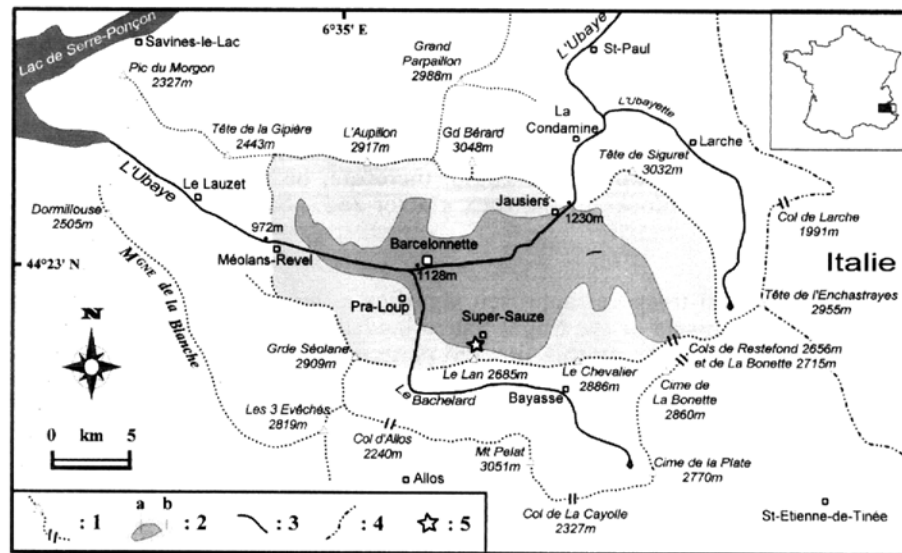 6°35' E
Lac de Serre-Ponçon
Savines-le-Lac
Pic du Morgon
2327m
Grand
Parpaillon
2988m
L'Ubaye
St-Paul
L'Ubayette
La
Condamine
Larche
Tête de la Gipière
2443m
L'Aupillon
2917m
Gd Bérard
3048m
Tête de Siguret
3032m
L'Ubaye
Le Lauzet
Jausiers
1230m
Col de Larche
1991m
Dormillouse
2505m
972m
Méolans-Revel
Barcelonnette
1128m
44°23' N
Italie
MGNE de la Blanche
Pra-Loup
Super-Sauze
Tête de l'Enchastrayes
2955m
N
Grde Séolane
2909m
Le Lan 2685m
Le Chevalier
2886m
Cols de Restefond 2656m
et de La Bonette 2715m
Le Bachelard
Bayasse
Cime de
La Bonette
2860m
0 km 5
Les 3 Evêchés
2819m
Col d'Allos
2240m
Mt Pelat
3051m
Cime de la Plate
2770m
Allos
Col de La Cayolle
2327m
St-Etienne-de-Tinée
: 1
a b
: 2
: 3
: 4
: 5